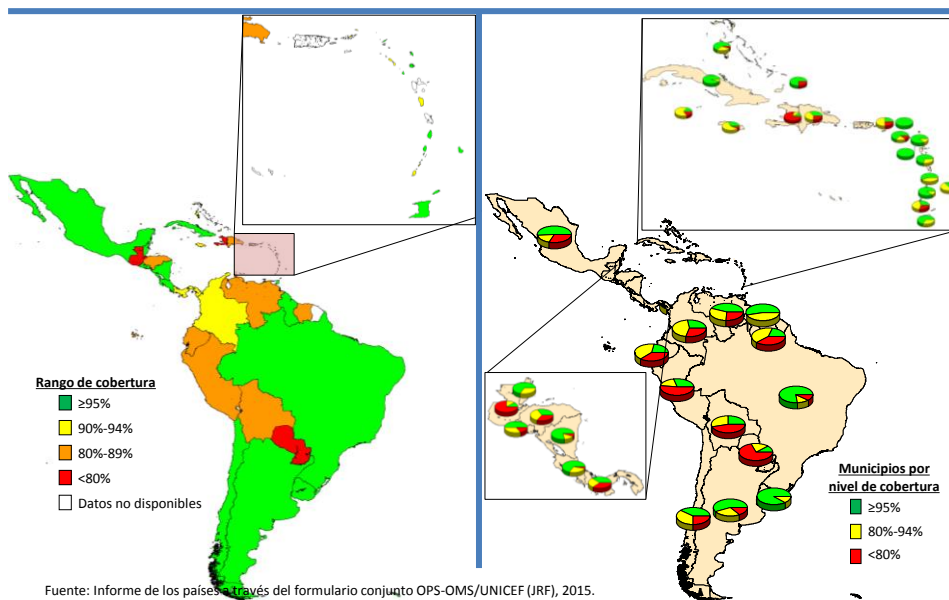 Rango de cobertura
≥95%
90%-94%
80%-89%
<80%
Datos no disponibles
Municipios por
nivel de cobertura
≥95%
80%-94%
<80%
Fuente: Informe de los países a través del formulario conjunto OPS-OMS/UNICEF (JRF), 2015.